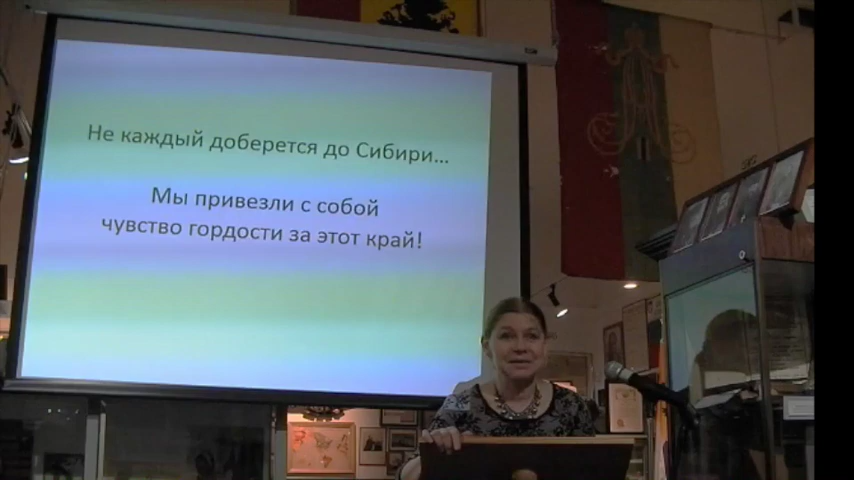 Не каждый доберется до Сибири...
Мы привезли с собой
чувство гордости за этот край!